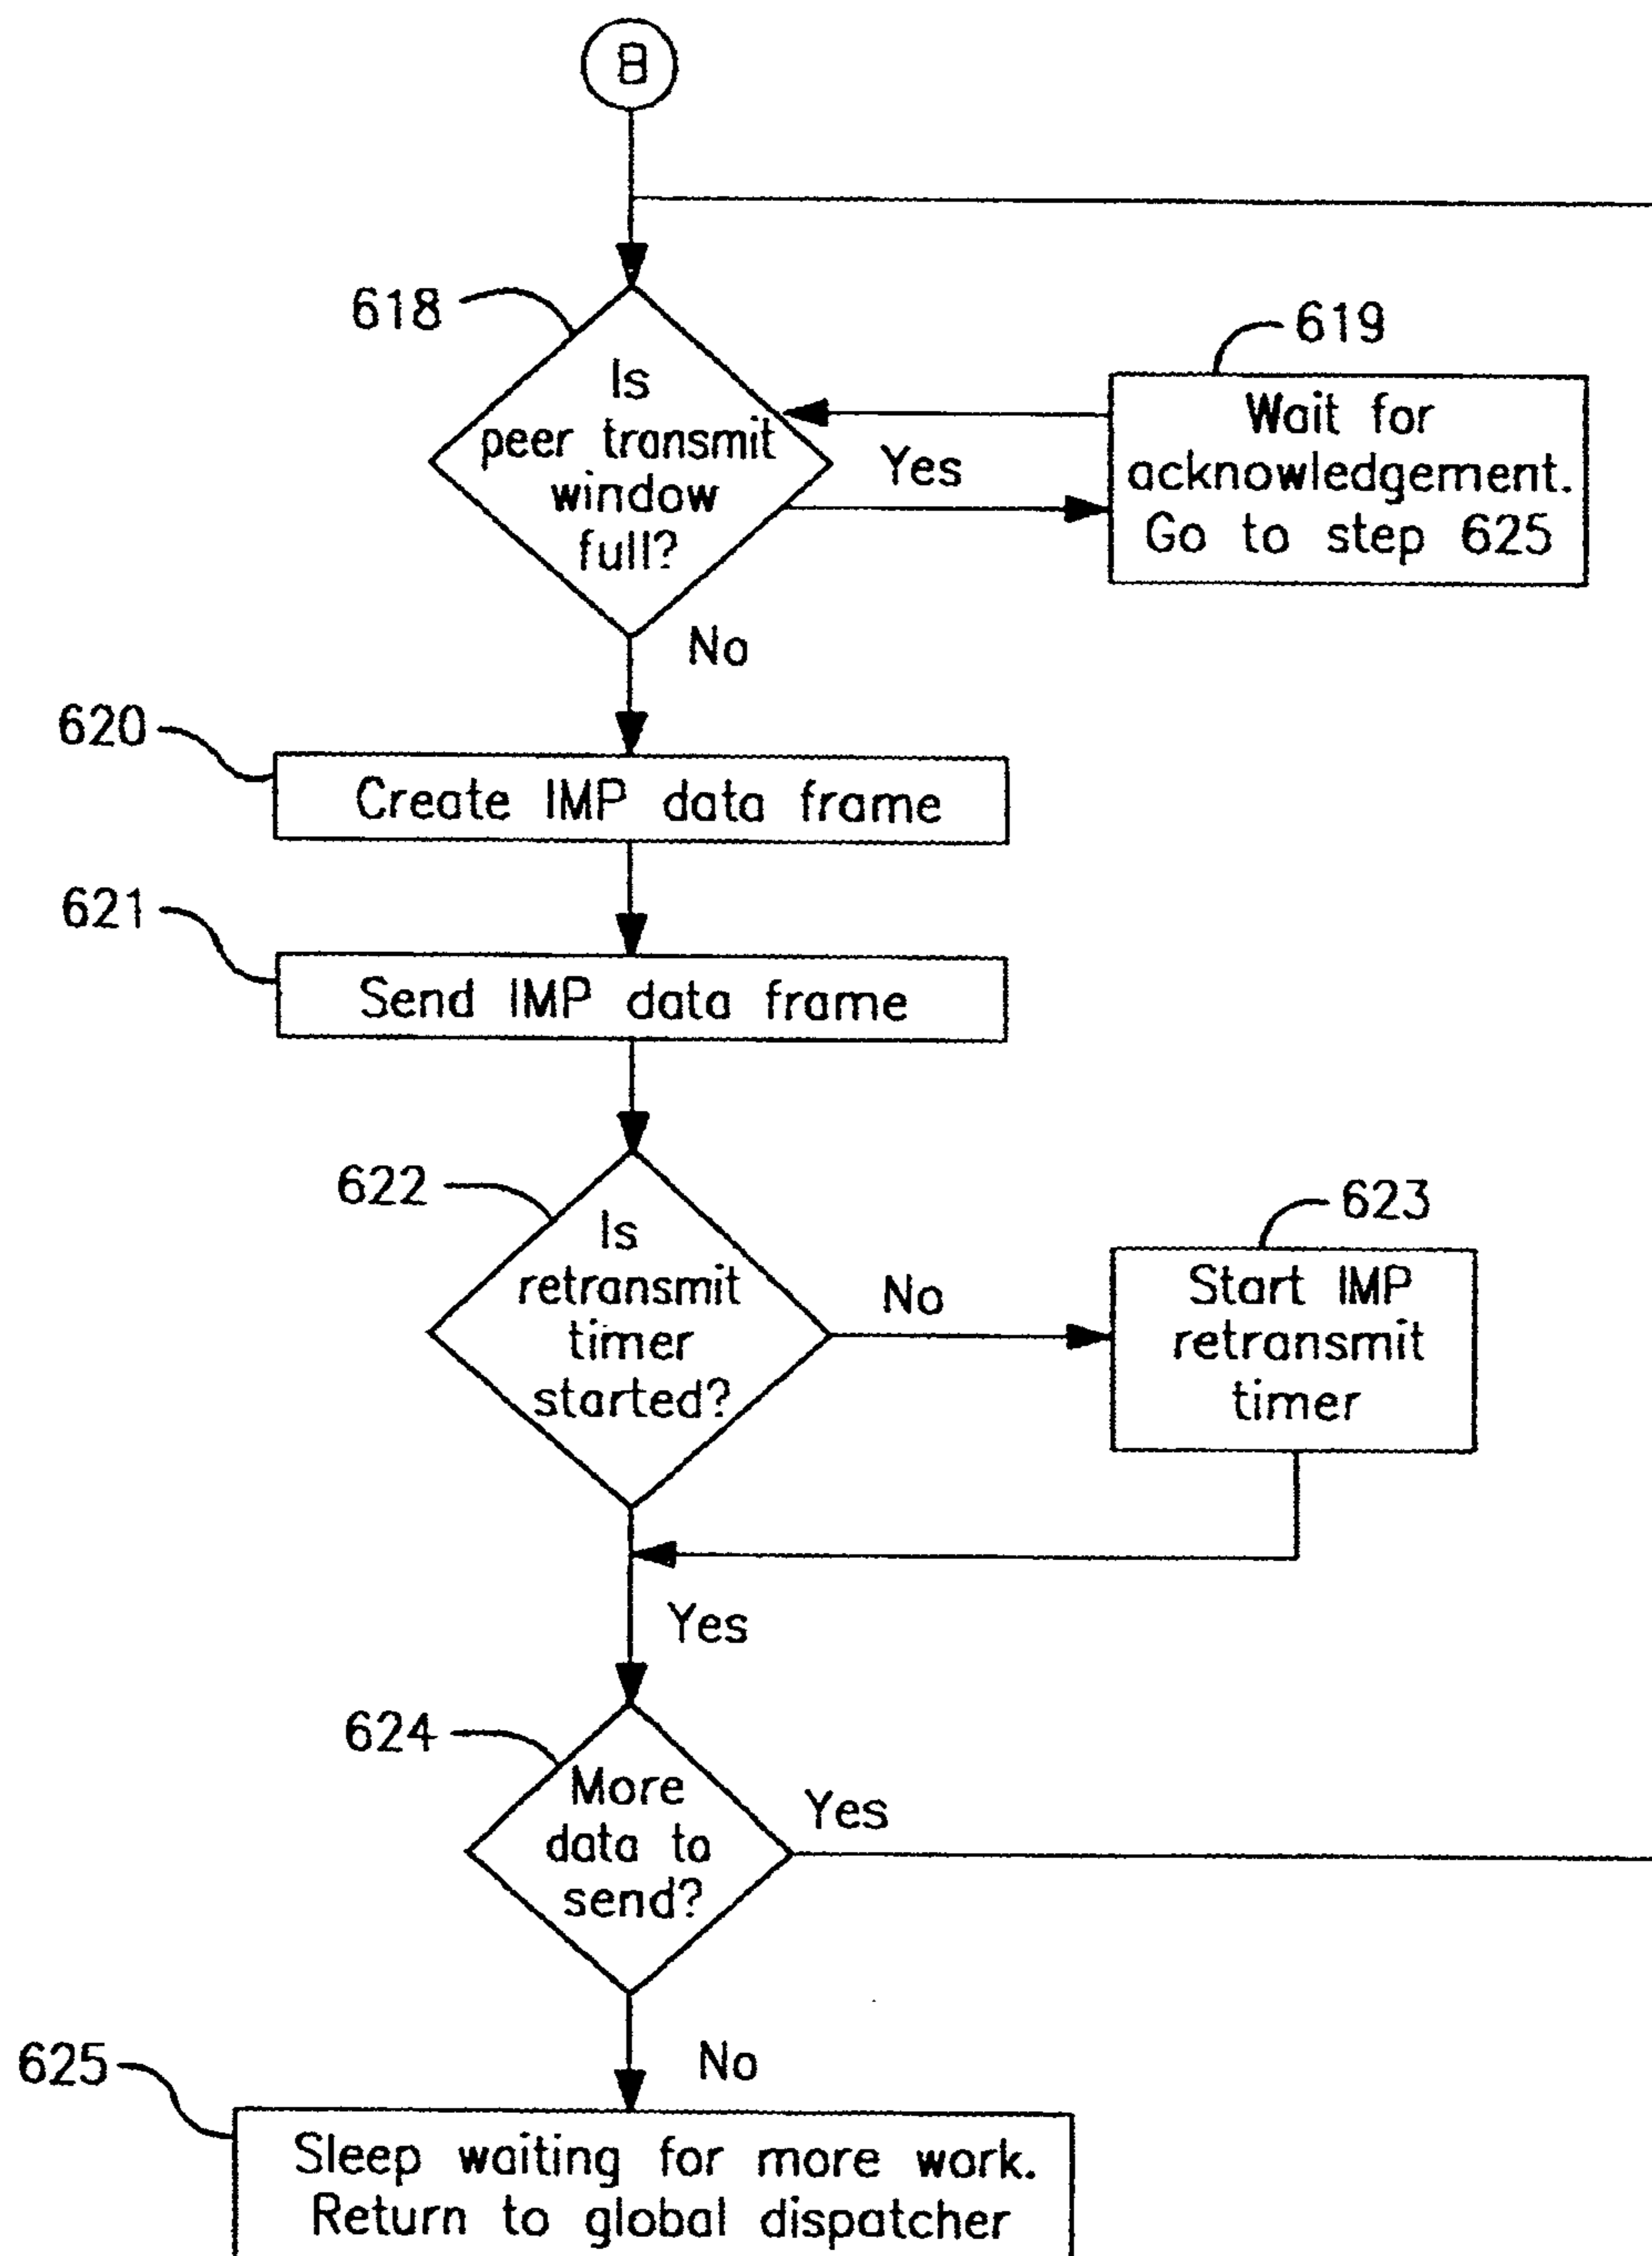 B
618
Is
peer transmit
window
full?
Yes
619
Wait for
acknowledgement.
Go to step 625
No
620
Create IMP data frame
621
Send IMP data frame
622
Is
retransmit
timer
started?
No
623
Start IMP
retransmit
timer
Yes
624
More
data to
send?
Yes
No
625
Sleep waiting for more work.
Return to global dispatcher